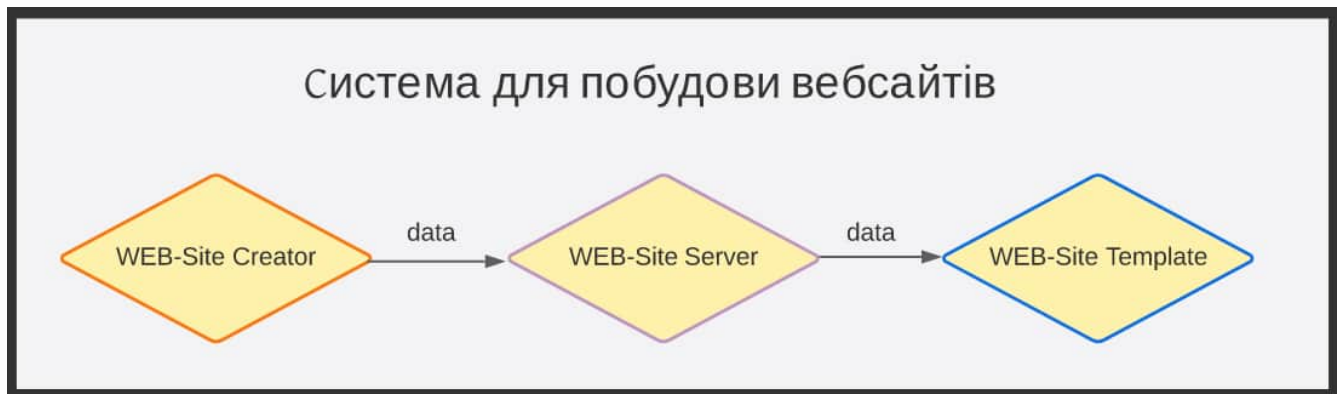 Система для побудови вебсайтів
data
data
WEB-Site Creator
WEB-Site Server
WEB-Site Template